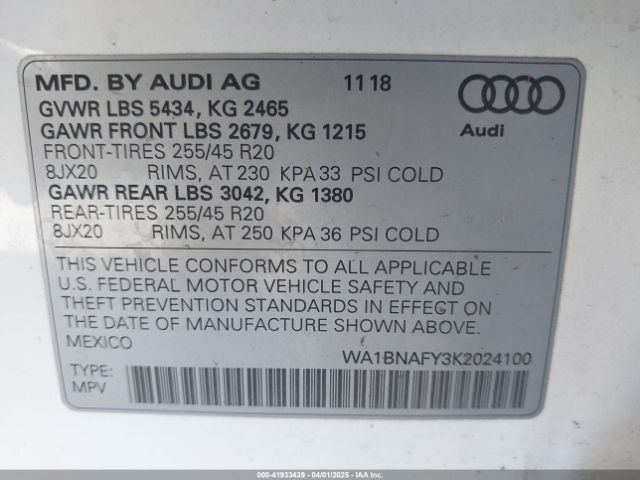 MFD. BY AUDI AG 11 18
GVWR LBS 5434, KG 2465
GAWR FRONT LBS 2679, KG 1215
FRONT-TIRES 255/45 R20
8JX20 RIMS, AT 230 KPA 33 PSI COLD
GAWR REAR LBS 3042, KG 1380
REAR-TIRES 255/45 R20
8JX20 RIMS, AT 250 KPA 36 PSI COLD
Audi
THIS VEHICLE CONFORMS TO ALL APPLICABLE
U.S. FEDERAL MOTOR VEHICLE SAFETY AND
THEFT PREVENTION STANDARDS IN EFFECT ON
THE DATE OF MANUFACTURE SHOWN ABOVE.
MEXICO WA1BNAFY3K2024100
TYPE:
MPV
000-41933439 - 04/01/2025 - IAAI.COM